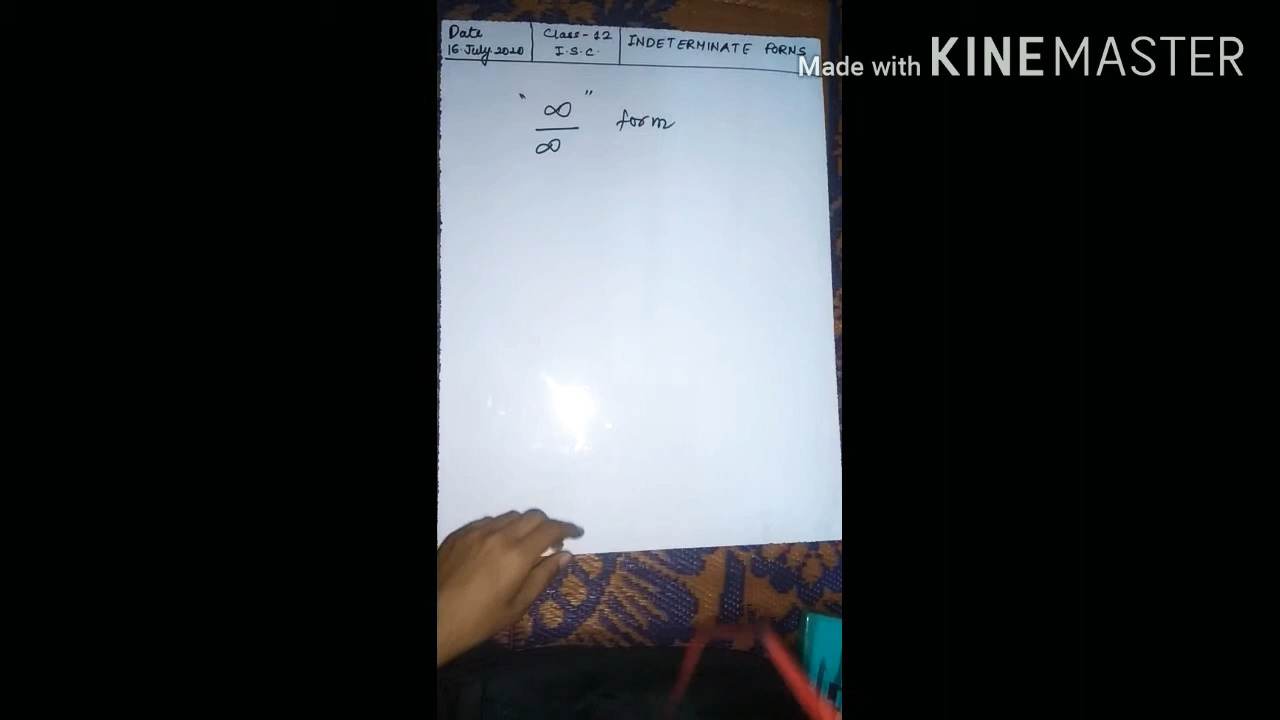 Date
16 July 2020
Class - 12
I.S.C.
INDETERMINATE FORMS
Made with KINEMASTER
" ∞ / ∞ " form